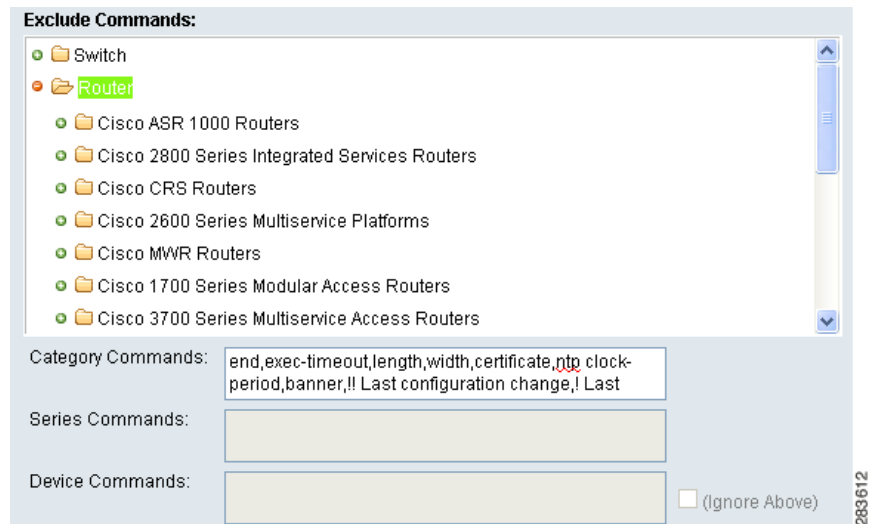 Exclude Commands:
Switch
Router
Cisco ASR 1000 Routers
Cisco 2800 Series Integrated Services Routers
Cisco CRS Routers
Cisco 2600 Series Multiservice Platforms
Cisco MWR Routers
Cisco 1700 Series Modular Access Routers
Cisco 3700 Series Multiservice Access Routers
Category Commands:
end,exec-timeout,length,width,certificate,ntp clock-
period,banner,!! Last configuration change,! Last
Series Commands:
Device Commands:
(Ignore Above)
283612